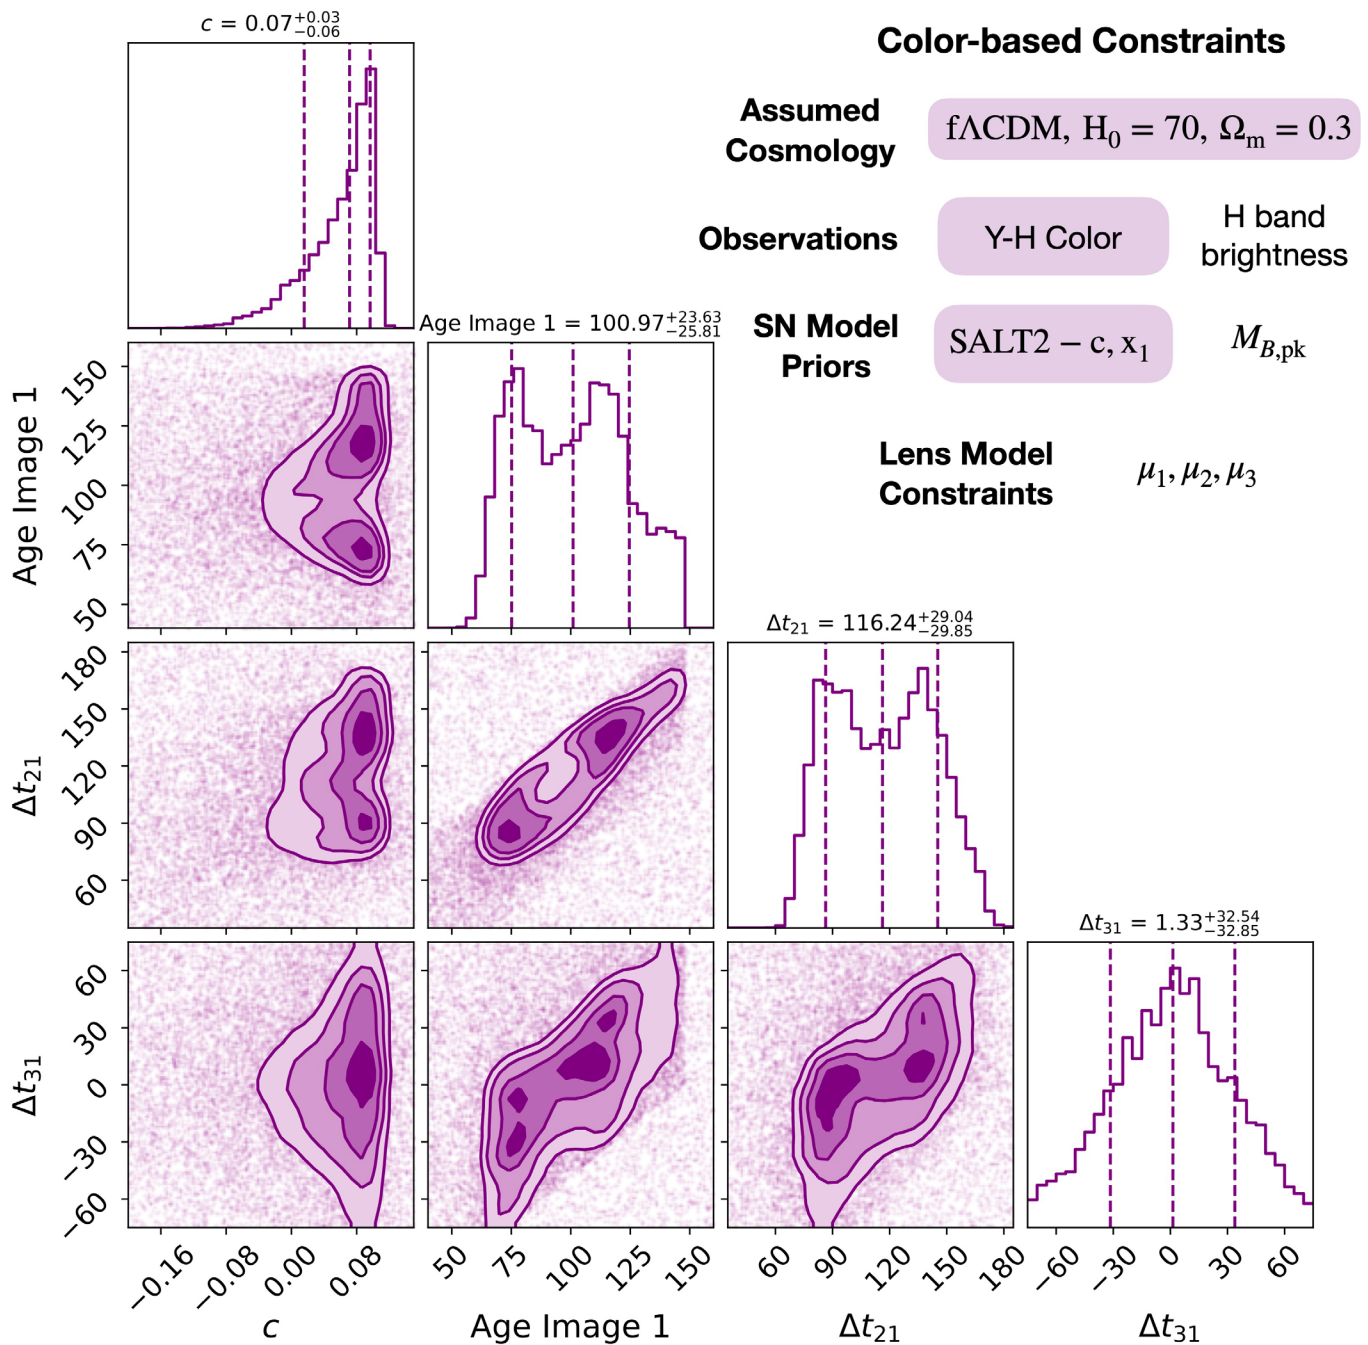 c = 0.07+0.03−0.06
Color-based Constraints
Assumed
Cosmology
fΛCDM, H0 = 70, Ωm = 0.3
Observations
Y-H Color
H band
brightness
SN Model
Priors
SALT2 − c, x1
MB,pk
Lens Model
Constraints
μ1, μ2, μ3
Age Image 1 = 100.97+23.63−25.81
Age Image 1
150
125
100
75
50
Δt21 = 116.24+29.04−29.85
Δt21
180
150
120
90
60
Δt31 = 1.33+32.54−32.85
Δt31
60
30
0
−30
−60
−0.16
−0.08
0.00
0.08
c
50
75
100
125
150
Age Image 1
60
90
120
150
180
Δt21
−60
−30
0
30
60
Δt31